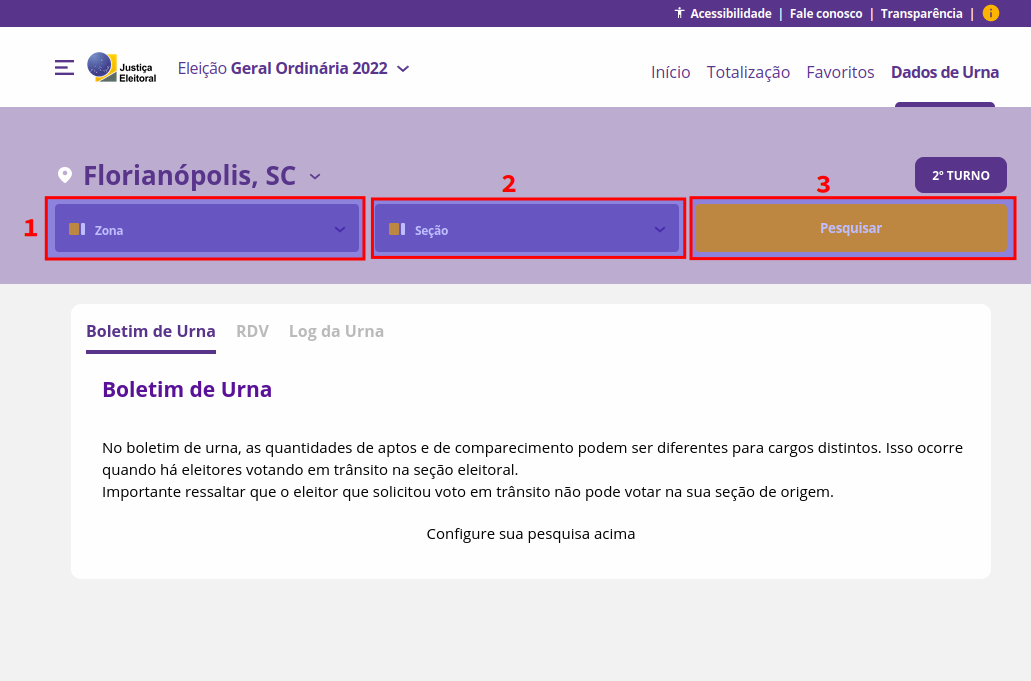 Acessibilidade | Fale conosco | Transparência | i
Justiça
Eleitoral
Eleição Geral Ordinária 2022
Início Totalização Favoritos Dados de Urna
Florianópolis, SC
2º TURNO
1 2 3
Zona Seção Pesquisar
Boletim de Urna RDV Log da Urna
Boletim de Urna
No boletim de urna, as quantidades de aptos e de comparecimento podem ser diferentes para cargos distintos. Isso ocorre
quando há eleitores votando em trânsito na seção eleitoral.
Importante ressaltar que o eleitor que solicitou voto em trânsito não pode votar na sua seção de origem.
Configure sua pesquisa acima